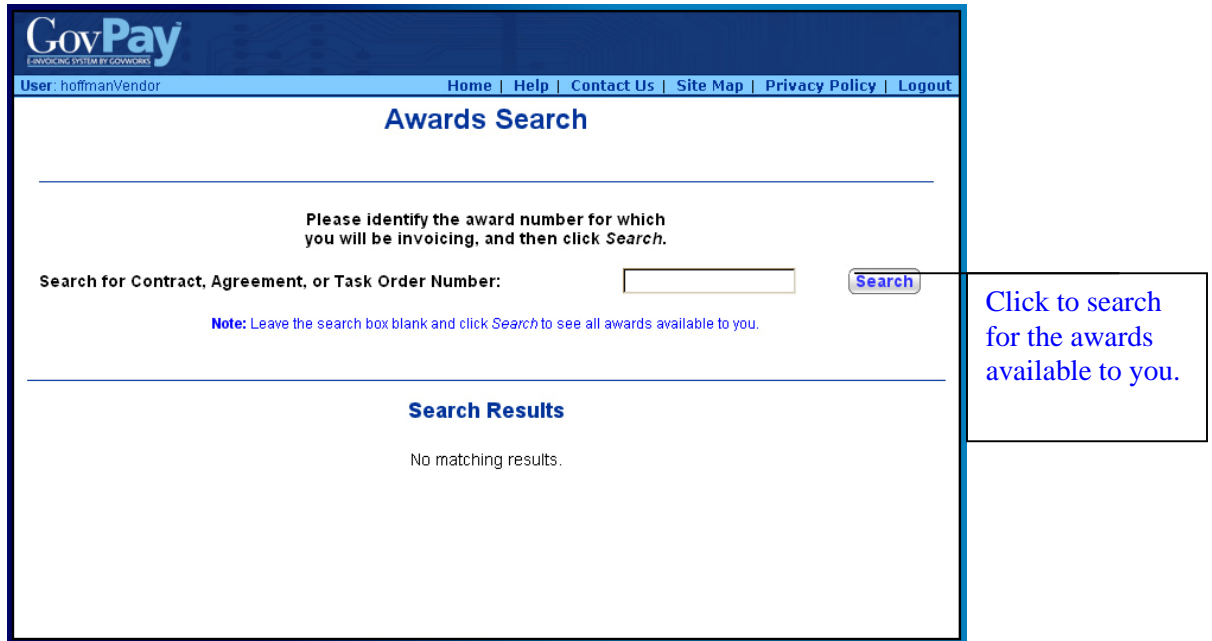 GovPay
E-INVOICING SYSTEM BY GOVWORKS
User: hoffmanVendor
Home | Help | Contact Us | Site Map | Privacy Policy | Logout
Awards Search
Please identify the award number for which
you will be invoicing, and then click Search.
Search for Contract, Agreement, or Task Order Number:
Search
Note: Leave the search box blank and click Search to see all awards available to you.
Click to search
for the awards
available to you.
Search Results
No matching results.